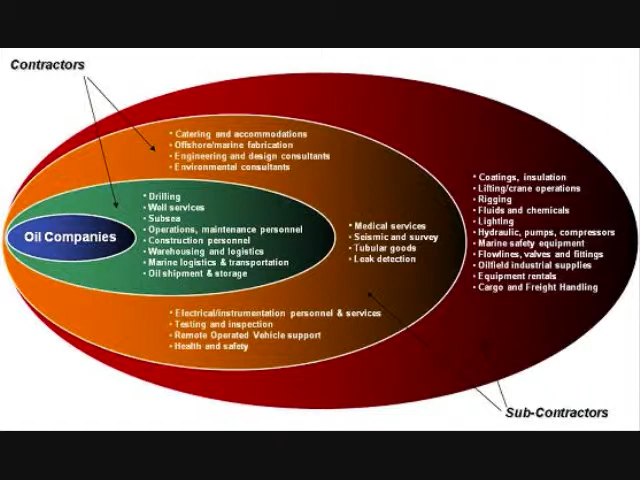 Contractors
• Catering and accommodations
• Offshore/marine fabrication
• Engineering and design consultants
• Environmental consultants
• Drilling
• Well services
• Subsea
• Operations, maintenance personnel
• Construction personnel
• Warehousing and logistics
• Marine logistics & transportation
• Oil shipment & storage
Oil Companies
• Medical services
• Seismic and survey
• Tubular goods
• Leak detection
• Coatings, insulation
• Lifting/crane operations
• Rigging
• Fluids and chemicals
• Lighting
• Hydraulic, pumps, compressors
• Marine safety equipment
• Flowlines, valves and fittings
• Oilfield industrial supplies
• Equipment rentals
• Cargo and Freight Handling
• Electrical/instrumentation personnel & services
• Testing and inspection
• Remote Operated Vehicle support
• Health and safety
Sub-Contractors